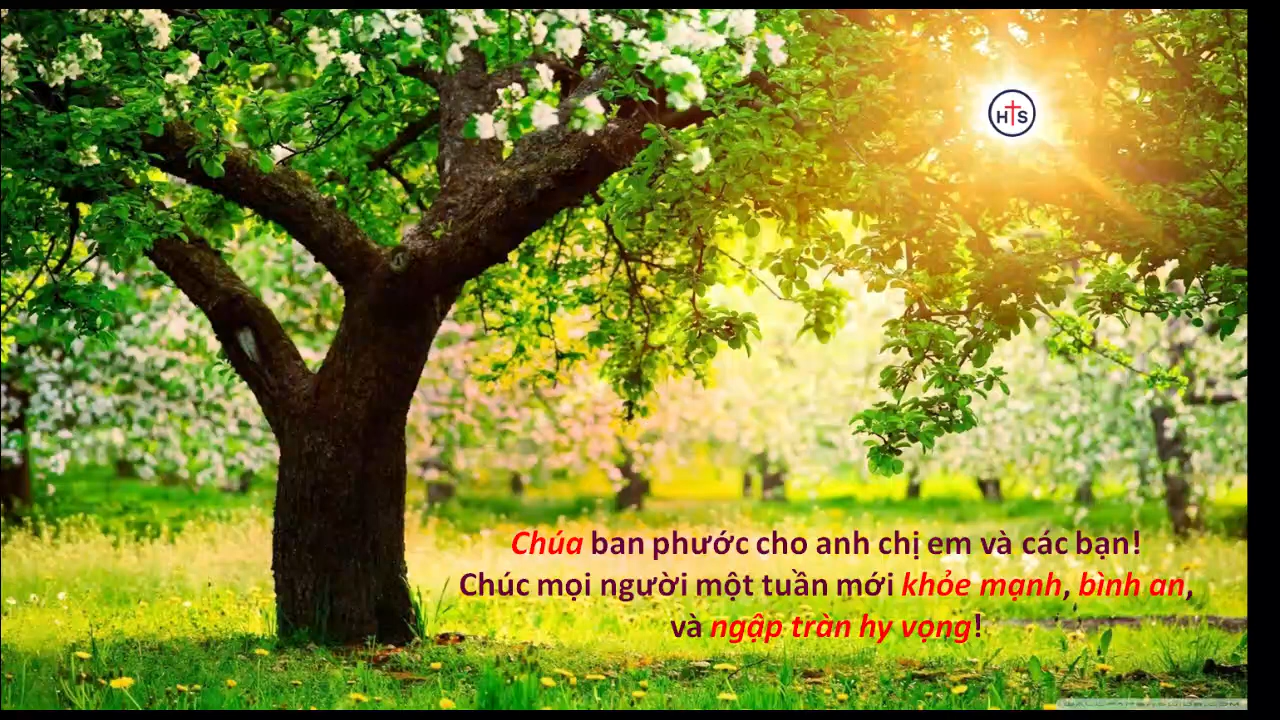 H†S
Chúa ban phước cho anh chị em và các bạn!
Chúc mọi người một tuần mới khỏe mạnh, bình an,
và ngập tràn hy vọng!